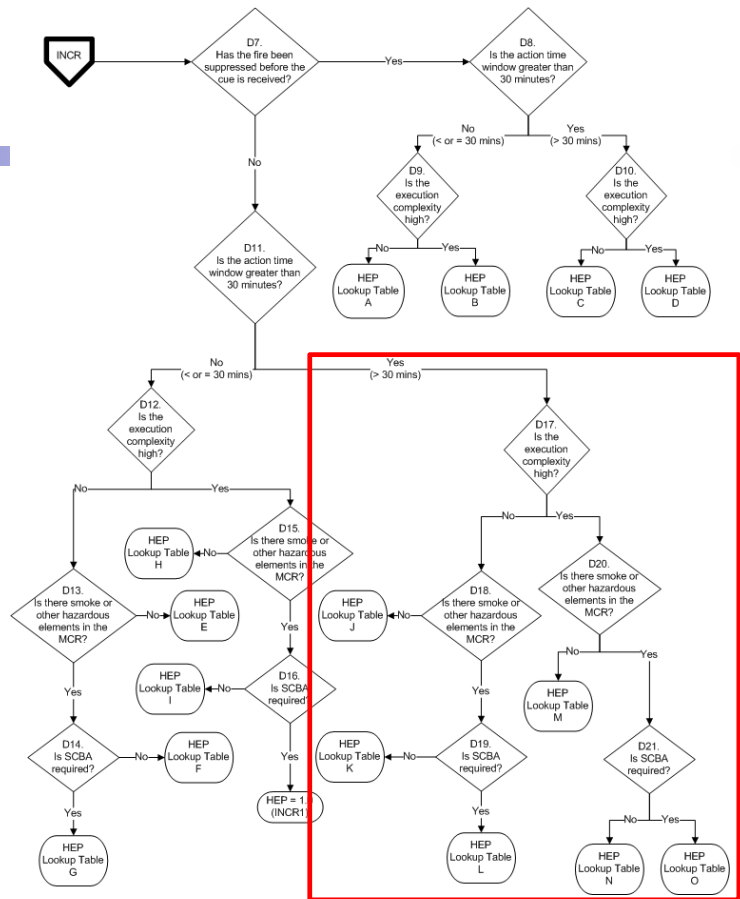 INCR
D7.
Has the fire been
suppressed before the
cue is received?
Yes
D8.
Is the action time
window greater than
30 minutes?
No
(< or = 30 mins)
Yes
(> 30 mins)
No
D9.
Is the
execution
complexity
high?
D10.
Is the
execution
complexity
high?
No
Yes
No
Yes
HEP
Lookup Table
A
HEP
Lookup Table
B
HEP
Lookup Table
C
HEP
Lookup Table
D
D11.
Is the action time
window greater than
30 minutes?
No
(< or = 30 mins)
Yes
(> 30 mins)
D12.
Is the
execution
complexity
high?
D17.
Is the
execution
complexity
high?
No
Yes
No
Yes
HEP
Lookup Table
H
No
D15.
Is there smoke or
other hazardous
elements in the
MCR?
D13.
Is there smoke or
other hazardous
elements in the
MCR?
No
HEP
Lookup Table
E
HEP
Lookup Table
J
No
D18.
Is there smoke or
other hazardous
elements in the
MCR?
D20.
Is there smoke or
other hazardous
elements in the
MCR?
Yes
Yes
Yes
No
Yes
HEP
Lookup Table
I
No
D16.
Is SCBA
required?
HEP
Lookup Table
M
D14.
Is SCBA
required?
No
HEP
Lookup Table
F
HEP
Lookup Table
K
No
D19.
Is SCBA
required?
D21.
Is SCBA
required?
Yes
Yes
Yes
No
Yes
HEP
Lookup Table
G
HEP = 1.0
(INCR1)
HEP
Lookup Table
L
HEP
Lookup Table
N
HEP
Lookup Table
O